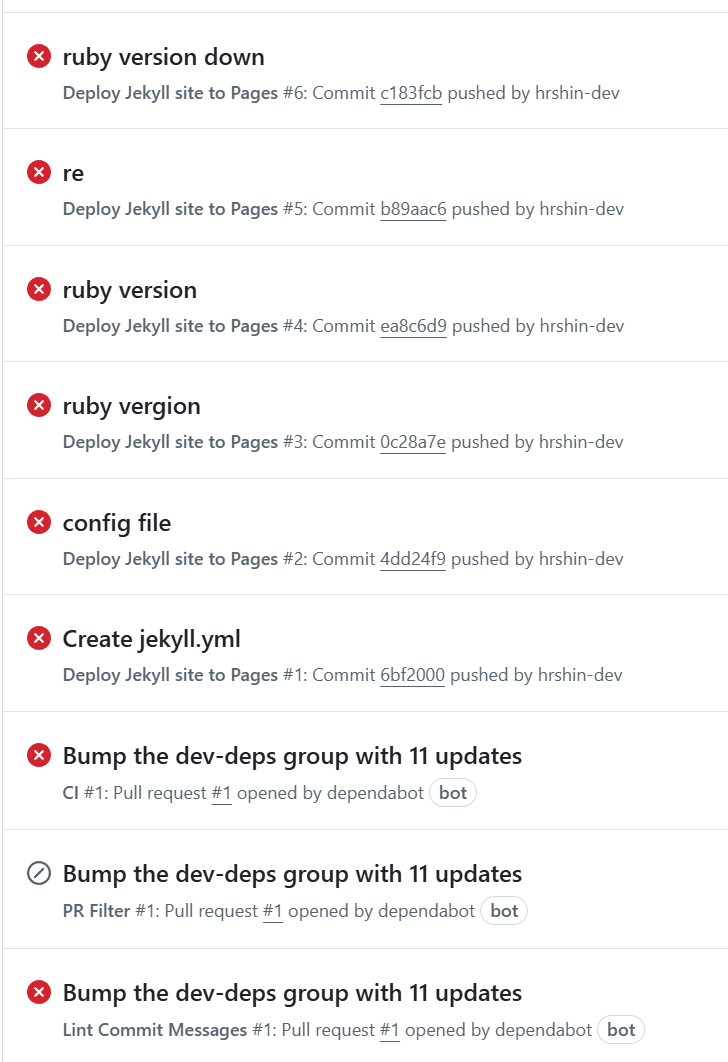 ruby version down
Deploy Jekyll site to Pages #6: Commit c183fcb pushed by hrshin-dev
re
Deploy Jekyll site to Pages #5: Commit b89aac6 pushed by hrshin-dev
ruby version
Deploy Jekyll site to Pages #4: Commit ea8c6d9 pushed by hrshin-dev
ruby vergion
Deploy Jekyll site to Pages #3: Commit 0c28a7e pushed by hrshin-dev
config file
Deploy Jekyll site to Pages #2: Commit 4dd24f9 pushed by hrshin-dev
Create jekyll.yml
Deploy Jekyll site to Pages #1: Commit 6bf2000 pushed by hrshin-dev
Bump the dev-deps group with 11 updates
CI #1: Pull request #1 opened by dependabot bot
Bump the dev-deps group with 11 updates
PR Filter #1: Pull request #1 opened by dependabot bot
Bump the dev-deps group with 11 updates
Lint Commit Messages #1: Pull request #1 opened by dependabot bot